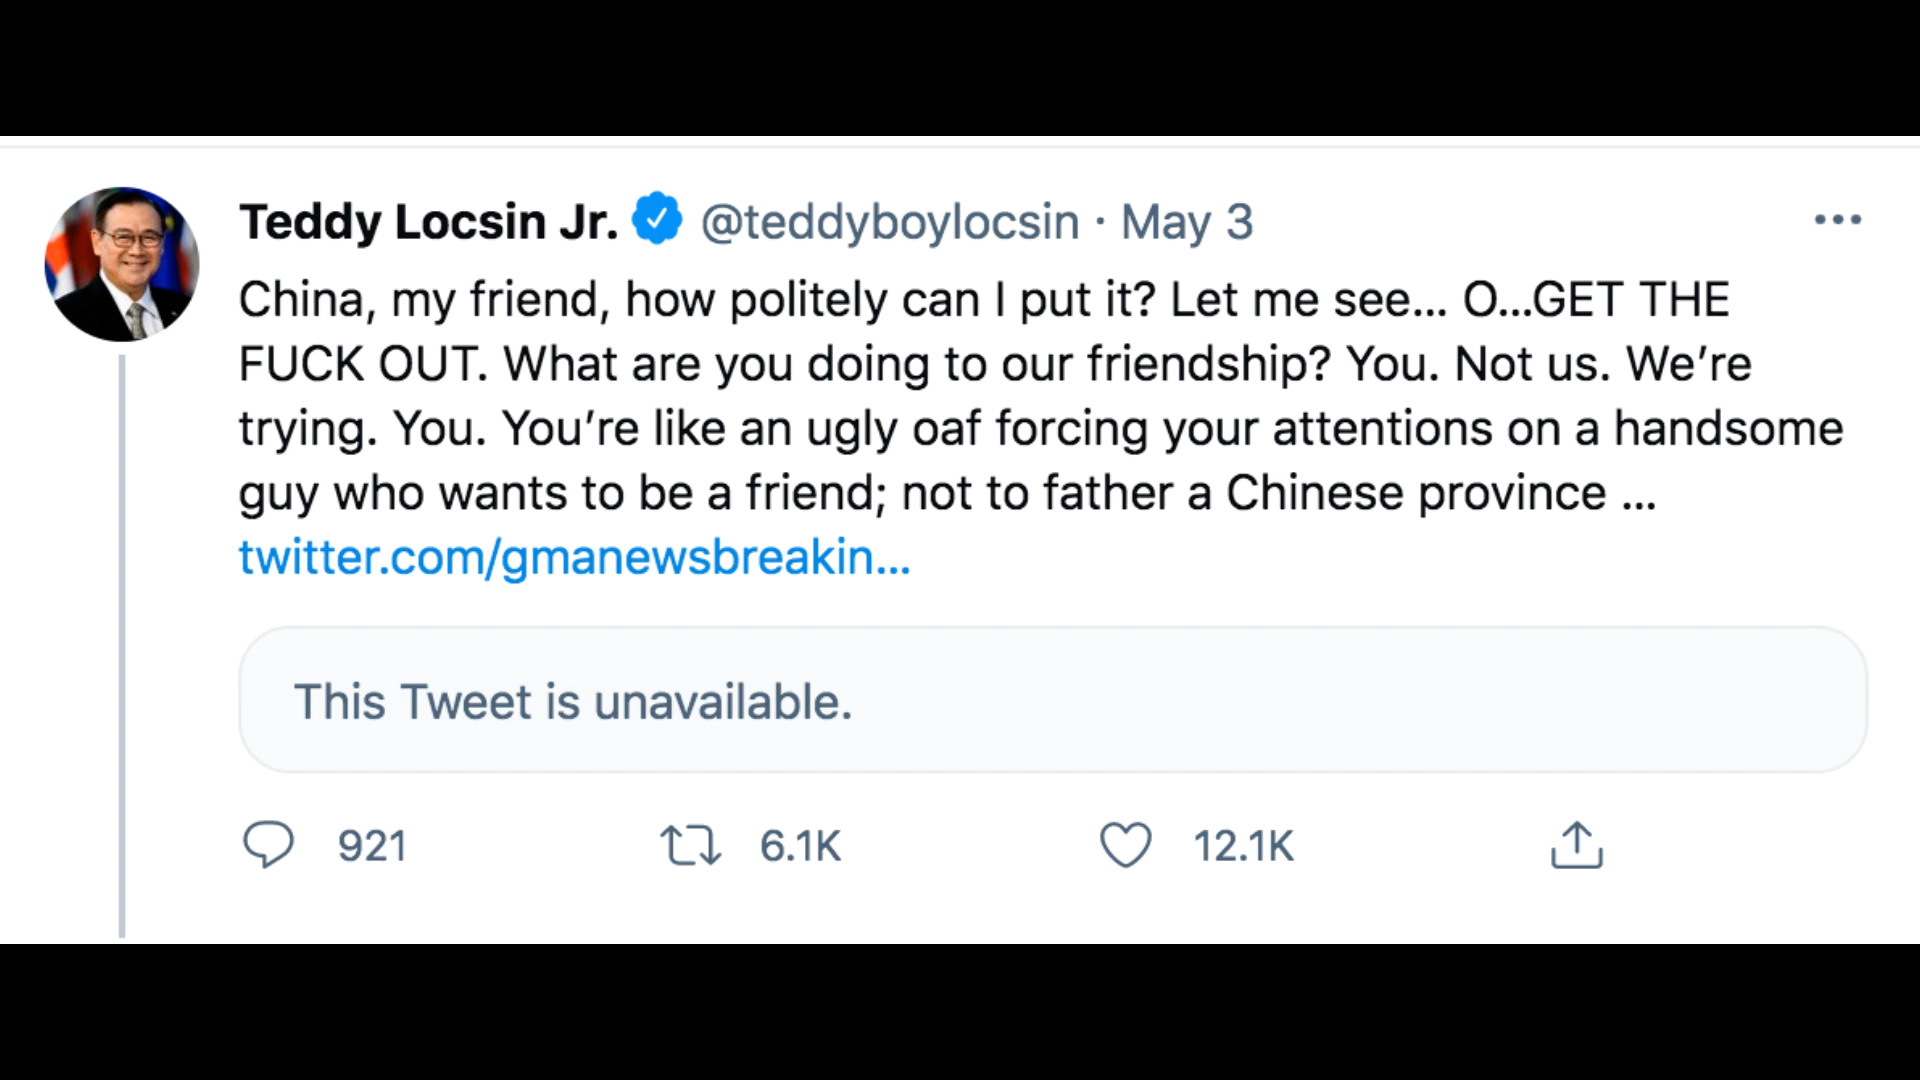 Teddy Locsin Jr. @teddyboylocsin · May 3
China, my friend, how politely can I put it? Let me see... O...GET THE
FUCK OUT. What are you doing to our friendship? You. Not us. We’re
trying. You. You’re like an ugly oaf forcing your attentions on a handsome
guy who wants to be a friend; not to father a Chinese province ...
twitter.com/gmanewsbreakin...
This Tweet is unavailable.
921 6.1K 12.1K